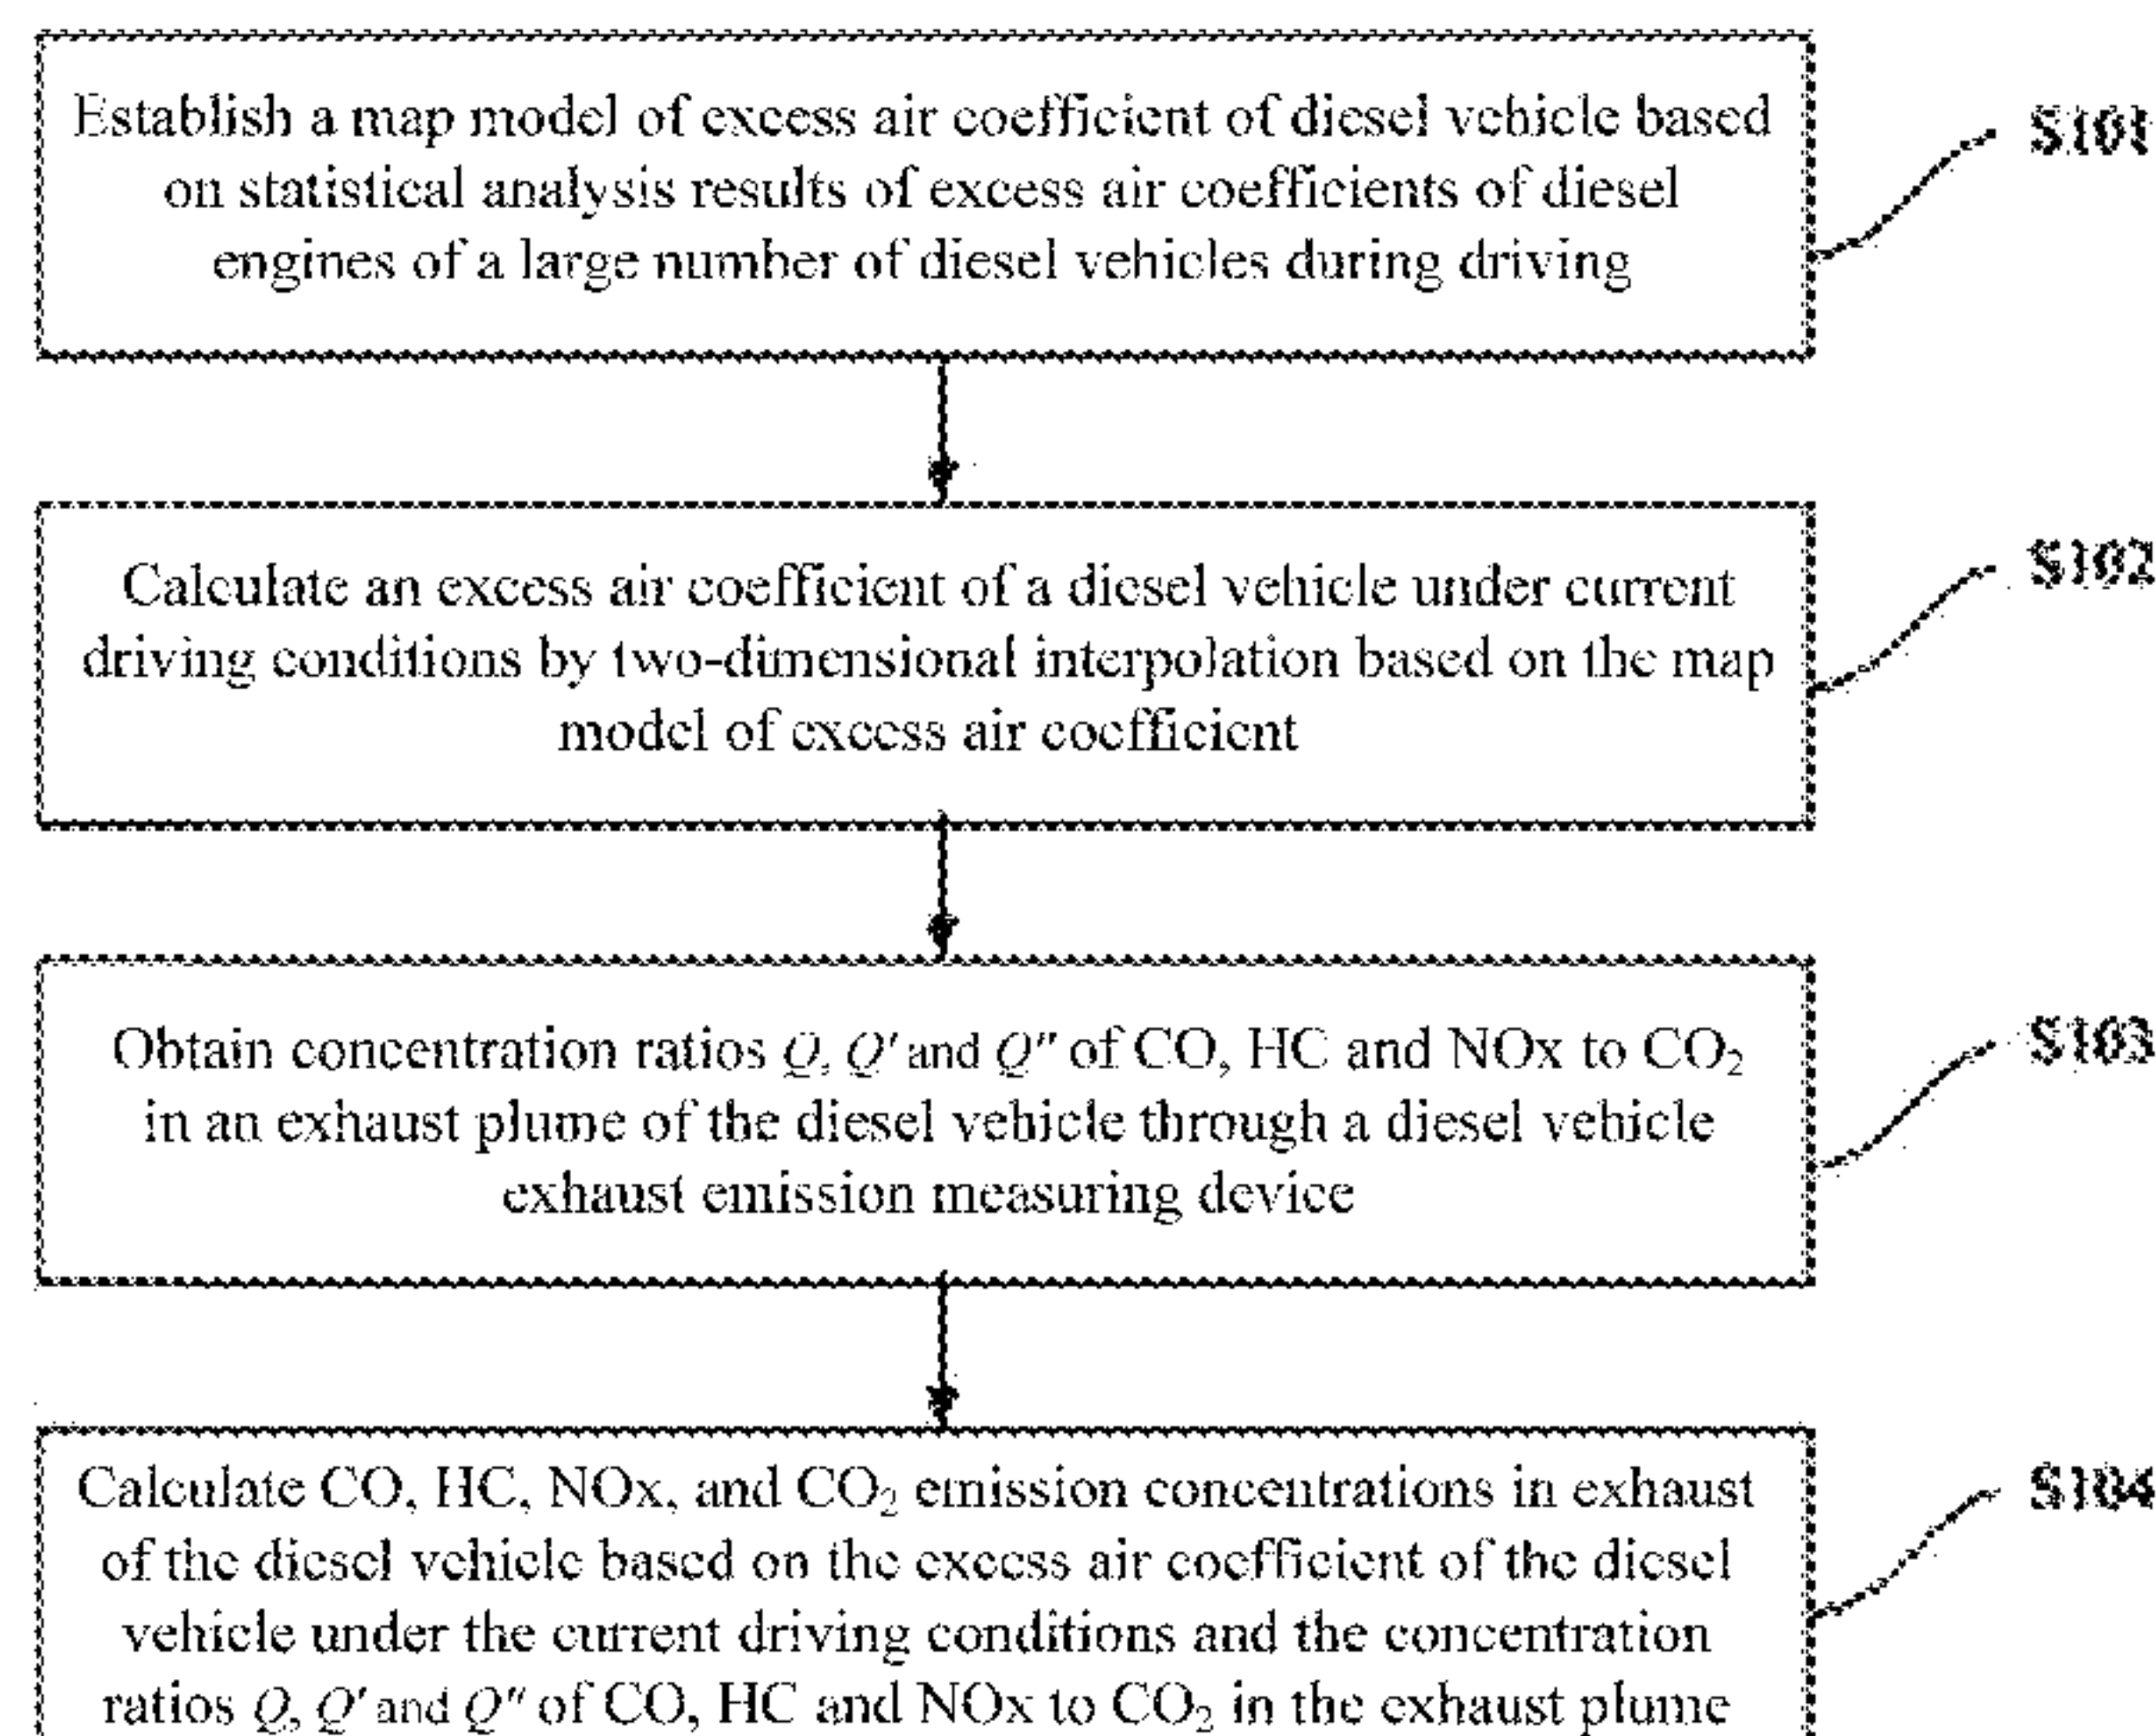 Establish a map model of excess air coefficient of diesel vehicle based
on statistical analysis results of excess air coefficients of diesel
engines of a large number of diesel vehicles during driving
S101
Calculate an excess air coefficient of a diesel vehicle under current
driving conditions by two-dimensional interpolation based on the map
model of excess air coefficient
S102
Obtain concentration ratios Q, Q′ and Q″ of CO, HC and NOx to CO₂
in an exhaust plume of the diesel vehicle through a diesel vehicle
exhaust emission measuring device
S103
Calculate CO, HC, NOx, and CO₂ emission concentrations in exhaust
of the diesel vehicle based on the excess air coefficient of the diesel
vehicle under the current driving conditions and the concentration
ratios Q, Q′ and Q″ of CO, HC and NOx to CO₂ in the exhaust plume
S104